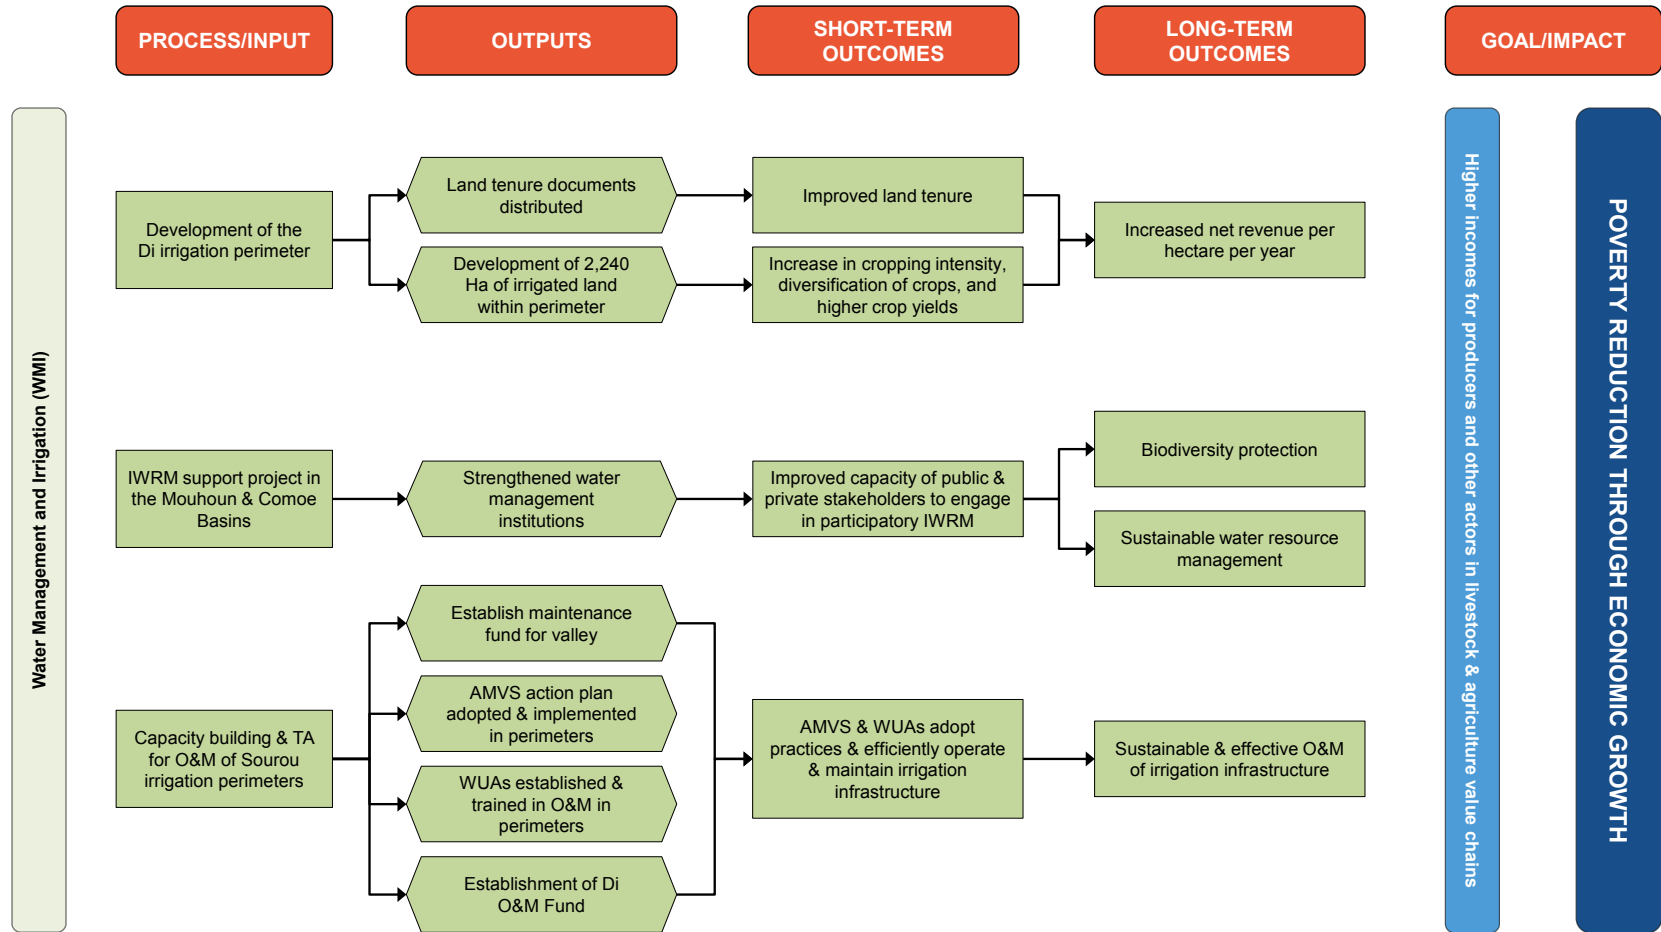 PROCESS/INPUT
OUTPUTS
SHORT-TERM
OUTCOMES
LONG-TERM
OUTCOMES
GOAL/IMPACT
Water Management and Irrigation (WMI)
Development of the
Di irrigation perimeter
Land tenure documents
distributed
Improved land tenure
Development of 2,240
Ha of irrigated land
within perimeter
Increase in cropping intensity,
diversification of crops, and
higher crop yields
Increased net revenue per
hectare per year
IWRM support project in
the Mouhoun & Comoe
Basins
Strengthened water
management
institutions
Improved capacity of public &
private stakeholders to engage
in participatory IWRM
Biodiversity protection
Sustainable water resource
management
Capacity building & TA
for O&M of Sourou
irrigation perimeters
Establish maintenance
fund for valley
AMVS action plan
adopted & implemented
in perimeters
WUAs established &
trained in O&M in
perimeters
Establishment of Di
O&M Fund
AMVS & WUAs adopt
practices & efficiently operate
& maintain irrigation
infrastructure
Sustainable & effective O&M
of irrigation infrastructure
Higher incomes for producers and other actors in livestock & agriculture value chains
POVERTY REDUCTION THROUGH ECONOMIC GROWTH